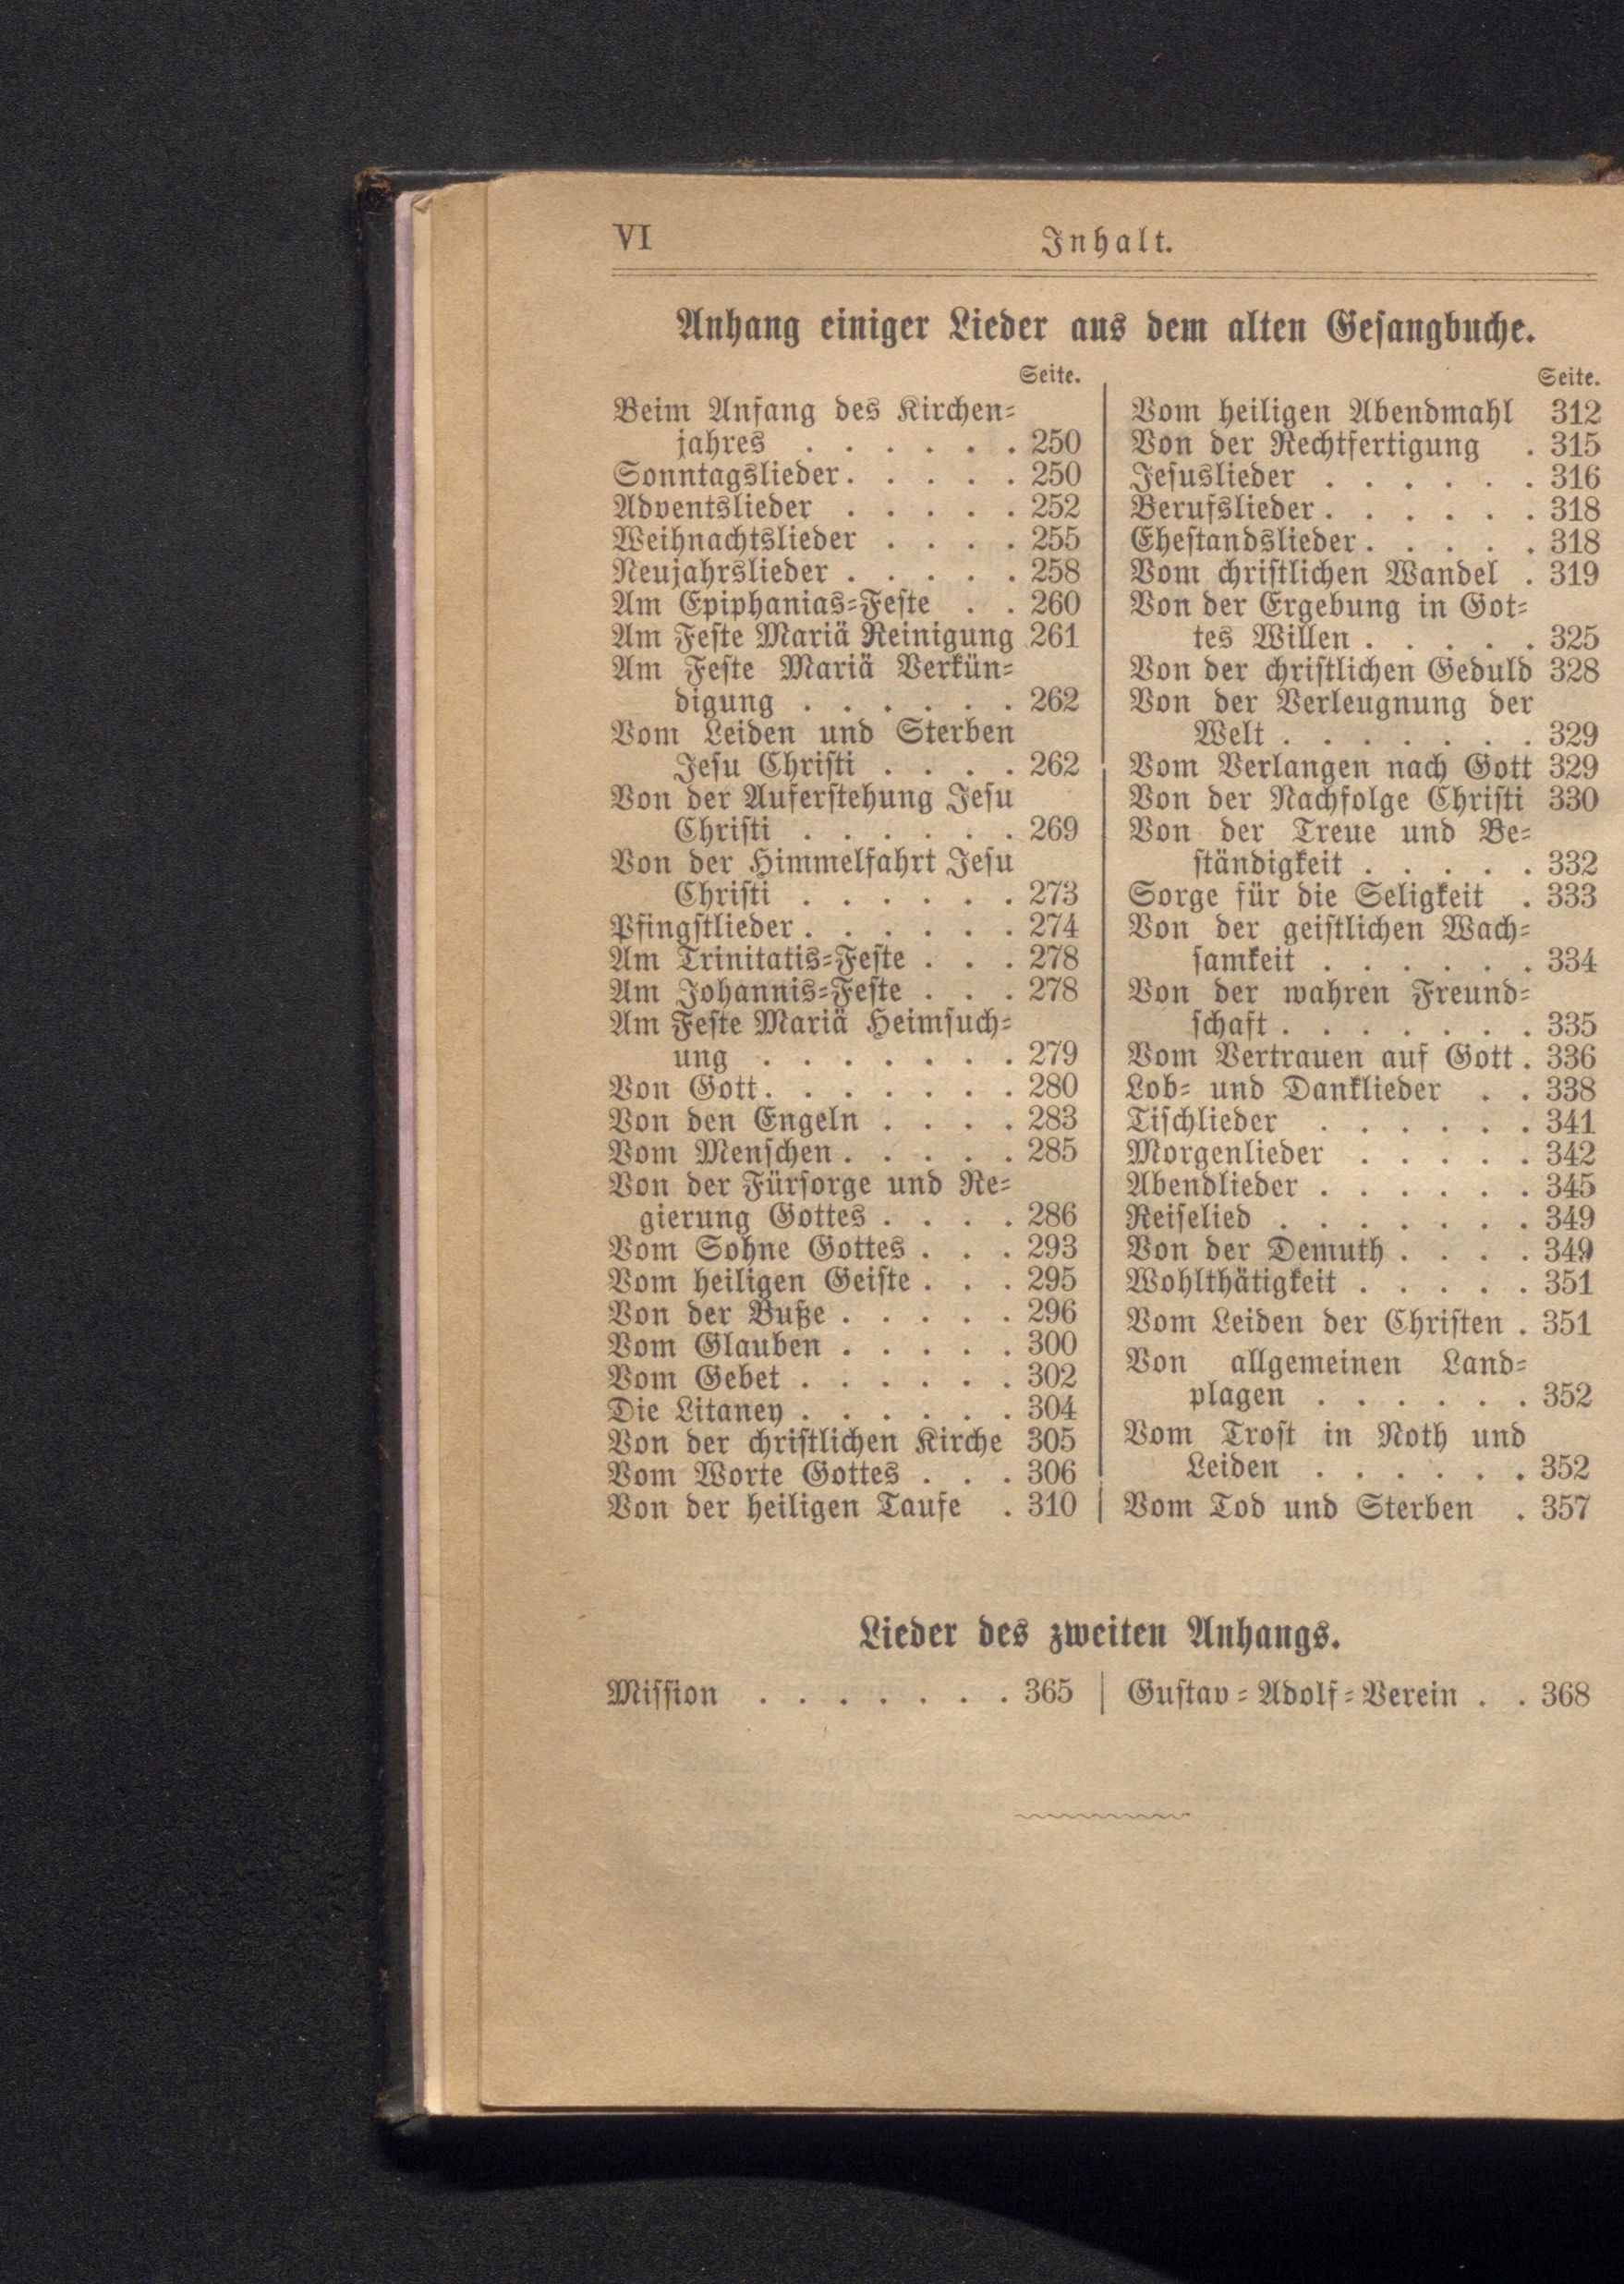 VI
Inhalt.
Anhang einiger Lieder aus dem alten Gesangbuche.
Seite.
Beim Anfang des Kirchen-
jahres . . . . . . 250
Sonntagslieder. . . . . 250
Adventslieder . . . . . 252
Weihnachtslieder . . . . 255
Neujahrslieder . . . . . 258
Am Epiphanias-Feste . . 260
Am Feste Mariä Reinigung 261
Am Feste Mariä Verkün-
digung . . . . . . 262
Vom Leiden und Sterben
Jesu Christi . . . . 262
Von der Auferstehung Jesu
Christi . . . . . . 269
Von der Himmelfahrt Jesu
Christi . . . . . . 273
Pfingstlieder . . . . . . 274
Am Trinitatis-Feste . . . 278
Am Johannis-Feste . . . 278
Am Feste Mariä Heimsuch-
ung . . . . . . . 279
Von Gott. . . . . . . 280
Von den Engeln . . . . 283
Vom Menschen . . . . . 285
Von der Fürsorge und Re-
gierung Gottes . . . . 286
Vom Sohne Gottes . . . 293
Vom heiligen Geiste . . . 295
Von der Buße . . . . . 296
Vom Glauben . . . . . 300
Vom Gebet . . . . . . 302
Die Litaney . . . . . . 304
Von der christlichen Kirche 305
Vom Worte Gottes . . . 306
Von der heiligen Taufe . 310
Seite.
Vom heiligen Abendmahl 312
Von der Rechtfertigung . 315
Jesuslieder . . . . . . 316
Berufslieder . . . . . . 318
Ehestandslieder . . . . . 318
Vom christlichen Wandel . 319
Von der Ergebung in Got-
tes Willen . . . . . 325
Von der christlichen Geduld 328
Von der Verleugnung der
Welt . . . . . . . 329
Vom Verlangen nach Gott 329
Von der Nachfolge Christi 330
Von der Treue und Be-
ständigkeit . . . . . 332
Sorge für die Seligkeit . 333
Von der geistlichen Wach-
samkeit . . . . . . 334
Von der wahren Freund-
schaft . . . . . . . 335
Vom Vertrauen auf Gott . 336
Lob- und Danklieder . . 338
Tischlieder . . . . . . 341
Morgenlieder . . . . . 342
Abendlieder . . . . . . 345
Reiselied . . . . . . . 349
Von der Demuth . . . . 349
Wohlthätigkeit . . . . . 351
Vom Leiden der Christen . 351
Von allgemeinen Land-
plagen . . . . . . 352
Vom Trost in Noth und
Leiden . . . . . . 352
Vom Tod und Sterben . 357
Lieder des zweiten Anhangs.
Mission . . . . . . . 365
Gustav-Adolf-Verein . . 368